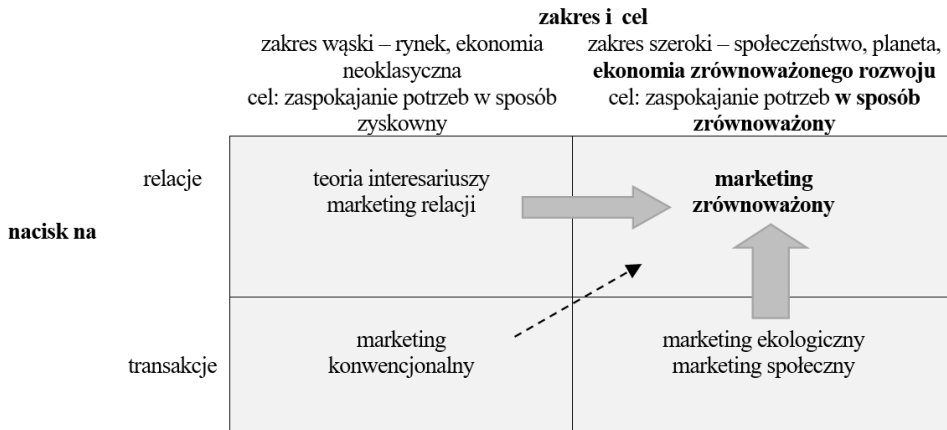 zakres i cel
zakres wąski – rynek, ekonomia
neoklasyczna
cel: zaspokajanie potrzeb w sposób
zyskowny
zakres szeroki – społeczeństwo, planeta,
ekonomia zrównoważonego rozwoju
cel: zaspokajanie potrzeb w sposób
zrównoważony
nacisk na
relacje
teoria interesariuszy
marketing relacji
marketing
zrównoważony
transakcje
marketing
konwencjonalny
marketing ekologiczny
marketing społeczny